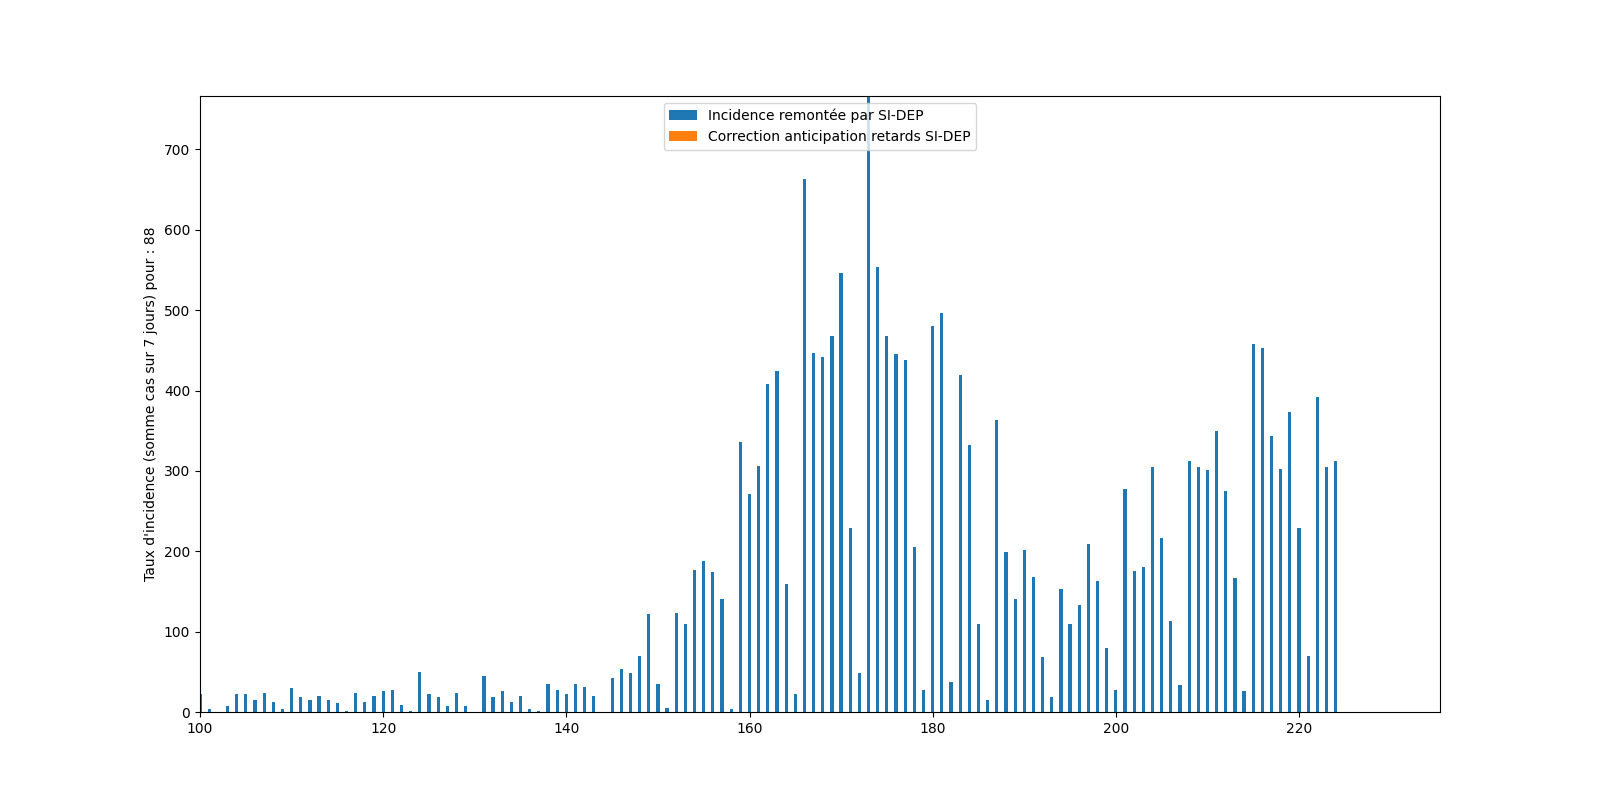 Incidence remontée par SI-DEP
Correction anticipation retards SI-DEP
Taux d'incidence (somme cas sur 7 jours) pour : 88
700
600
500
400
300
200
100
0
100 120 140 160 180 200 220